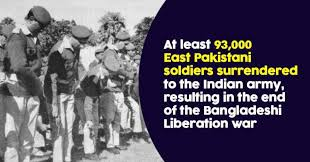 At least 93,000
East Pakistani
soldiers surrendered
to the Indian army,
resulting in the end
of the Bangladeshi
Liberation war